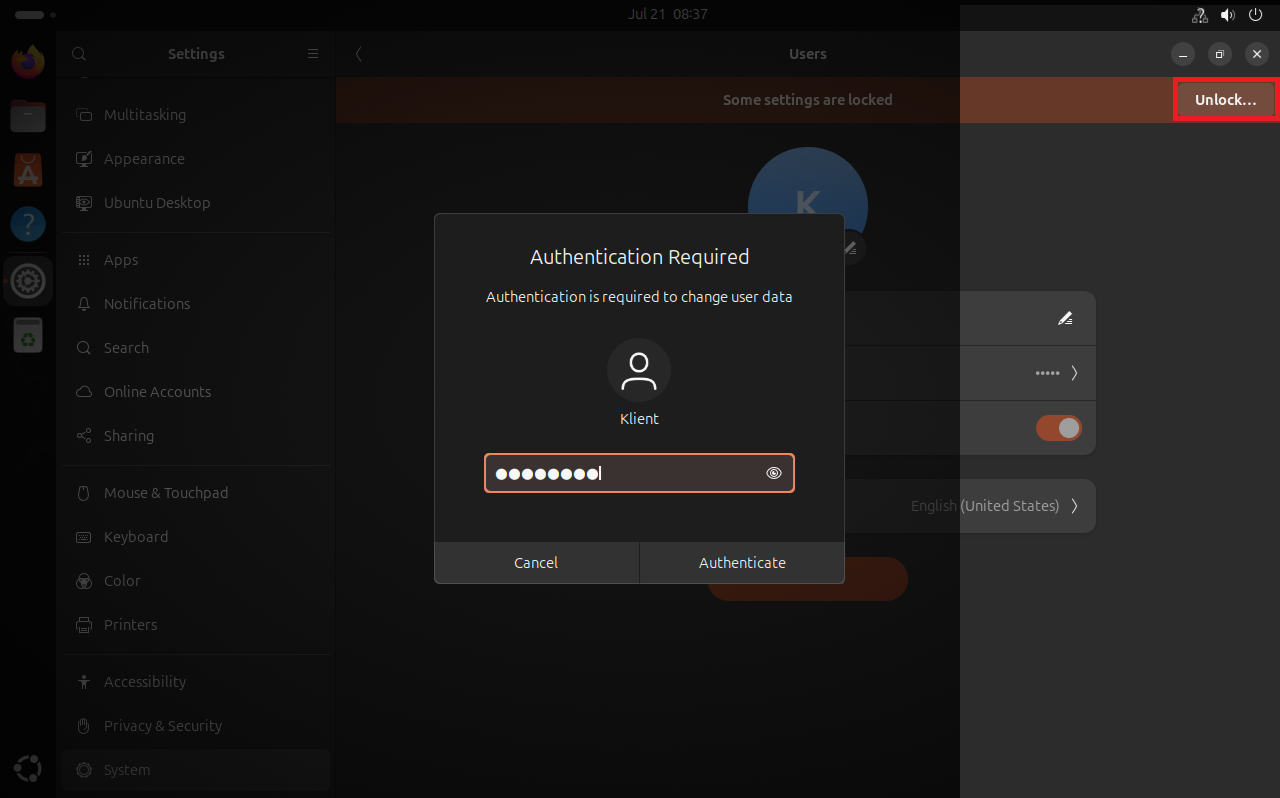 Jul 21 08:37
Settings
Users
Some settings are locked
Unlock...
Multitasking
Appearance
Ubuntu Desktop
Apps
Notifications
Search
Online Accounts
Sharing
Mouse & Touchpad
Keyboard
Color
Printers
Accessibility
Privacy & Security
System
K
Authentication Required
Authentication is required to change user data
Klient
Cancel
Authenticate
English (United States)